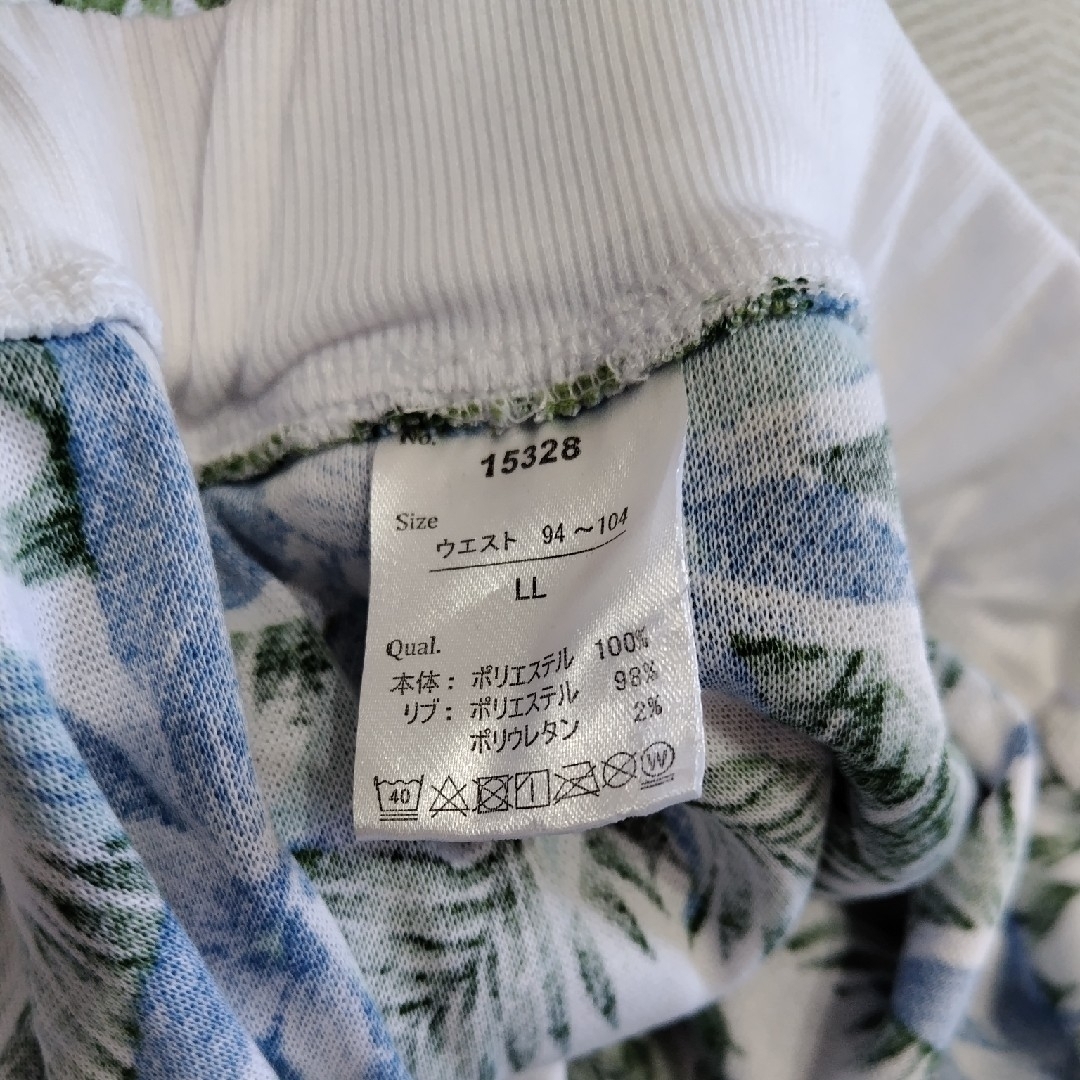 No.
15328
Size
ウエスト 94～104
LL
Qual.
本体： ポリエステル 100%
リブ： ポリエステル 98%
ポリウレタン 2%
40 W